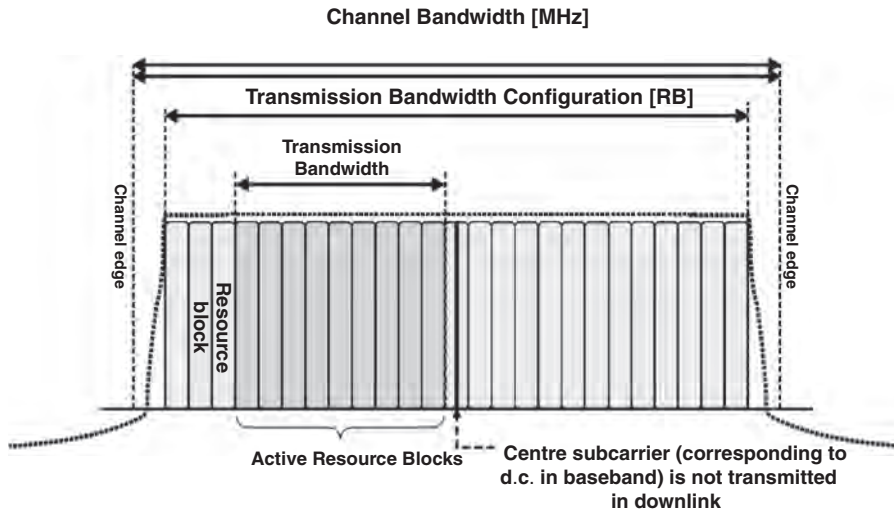 Channel Bandwidth [MHz]
Transmission Bandwidth Configuration [RB]
Transmission
Bandwidth
Channel edge
Channel edge
Resource
block
Active Resource Blocks
Centre subcarrier (corresponding to
d.c. in baseband) is not transmitted
in downlink